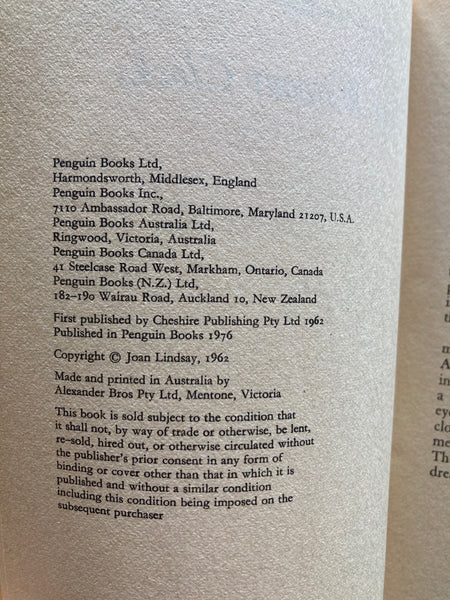 Penguin Books Ltd,
Harmondsworth, Middlesex, England
Penguin Books Inc.,
7110 Ambassador Road, Baltimore, Maryland 21207, U.S.A.
Penguin Books Australia Ltd,
Ringwood, Victoria, Australia
Penguin Books Canada Ltd,
41 Steelcase Road West, Markham, Ontario, Canada
Penguin Books (N.Z.) Ltd,
182–190 Wairau Road, Auckland 10, New Zealand
First published by Cheshire Publishing Pty Ltd 1962
Published in Penguin Books 1976
Copyright © Joan Lindsay, 1962
Made and printed in Australia by
Alexander Bros Pty Ltd, Mentone, Victoria
This book is sold subject to the condition that
it shall not, by way of trade or otherwise, be lent,
re-sold, hired out, or otherwise circulated without
the publisher's prior consent in any form of
binding or cover other than that in which it is
published and without a similar condition
including this condition being imposed on the
subsequent purchaser